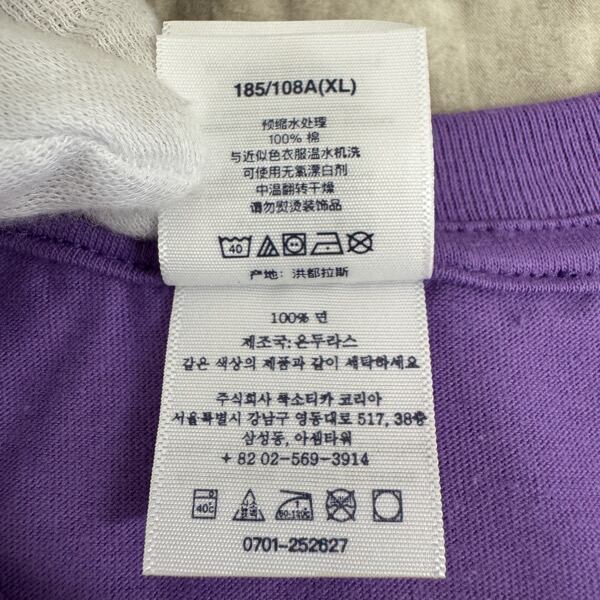 185/108A(XL)
预缩水处理
100% 棉
与近似色衣服温水机洗
可使用无氯漂白剂
中温翻转干燥
请勿熨烫装饰品
40
产地: 洪都拉斯
100% 면
제조국: 온두라스
같은 색상의 제품과 같이 세탁하세요
주식회사 룩소티카 코리아
서울특별시 강남구 영동대로 517, 38층
삼성동, 아셈타워
+ 82 02-569-3914
40℃
0701-252627